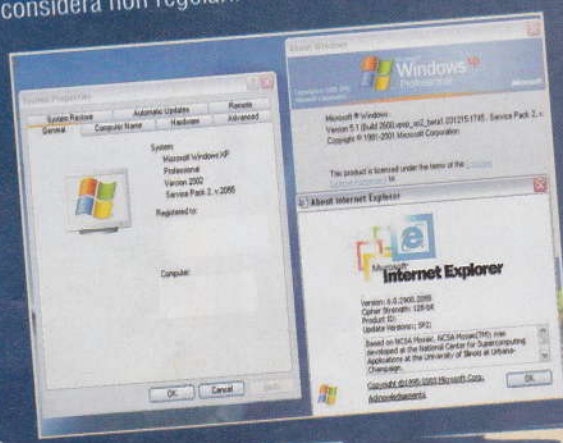 considera non regolari.
System Properties
System Restore Automatic Updates Remote
General Computer Name Hardware Advanced
System:
Microsoft Windows XP
Professional
Version 2002
Service Pack 2, v.2055
Registered to:
Computer:
OK Cancel
About Windows
Windows xp
Professional
Microsoft
Microsoft ® Windows
Version 5.1 (Build 2600.xpsp_sp2_beta1.031215-1745 : Service Pack 2, v.
Copyright © 1981-2001 Microsoft Corporation
This product is licensed under the terms of the
to:
About Internet Explorer
Microsoft
Internet Explorer
Version: 6.0.2900.2055
Cipher Strength: 128-bit
Product ID:
Update Versions:; SP2;
Based on NCSA Mosaic. NCSA Mosaic(TM); was
developed at the National Center for Supercomputing
Applications at the University of Illinois at Urbana-
Champaign.
Copyright ©1995-2003 Microsoft Corp.
Acknowledgements
OK